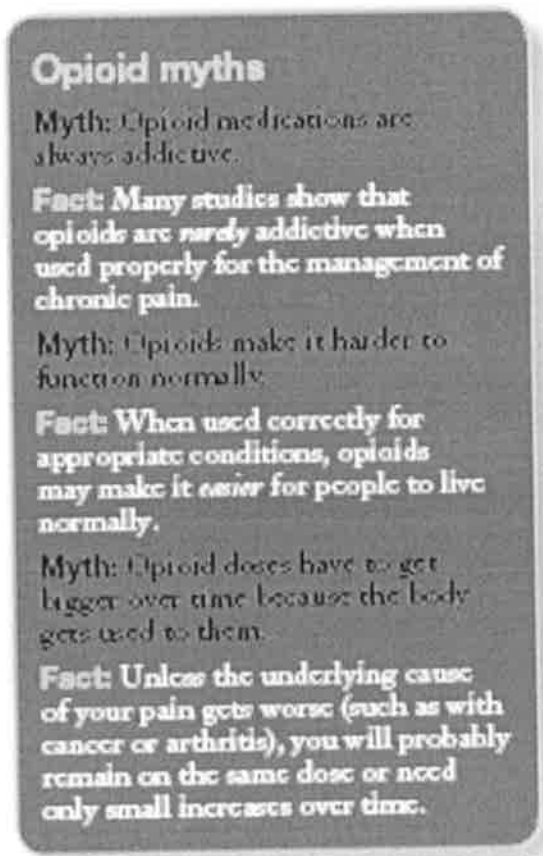 Opioid myths
Myth: Opioid medications are
always addictive.
Fact: Many studies show that
opioids are rarely addictive when
used properly for the management of
chronic pain.
Myth: Opioids make it harder to
function normally.
Fact: When used correctly for
appropriate conditions, opioids
may make it easier for people to live
normally.
Myth: Opioid doses have to get
bigger over time because the body
gets used to them.
Fact: Unless the underlying cause
of your pain gets worse (such as with
cancer or arthritis), you will probably
remain on the same dose or need
only small increases over time.